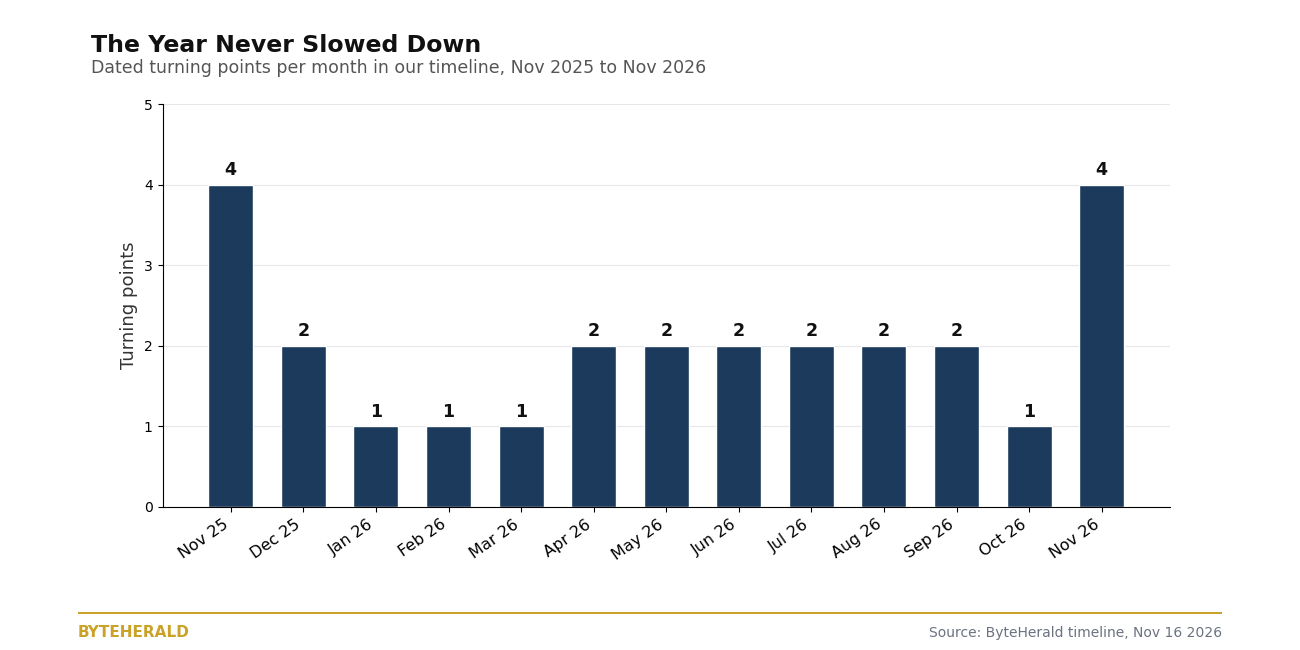 The Year Never Slowed Down
Dated turning points per month in our timeline, Nov 2025 to Nov 2026
Turning points
5
4
3
2
1
0
4
2
1
1
1
2
2
2
2
2
2
1
4
Nov 25
Dec 25
Jan 26
Feb 26
Mar 26
Apr 26
May 26
Jun 26
Jul 26
Aug 26
Sep 26
Oct 26
Nov 26
BYTEHERALD
Source: ByteHerald timeline, Nov 16 2026